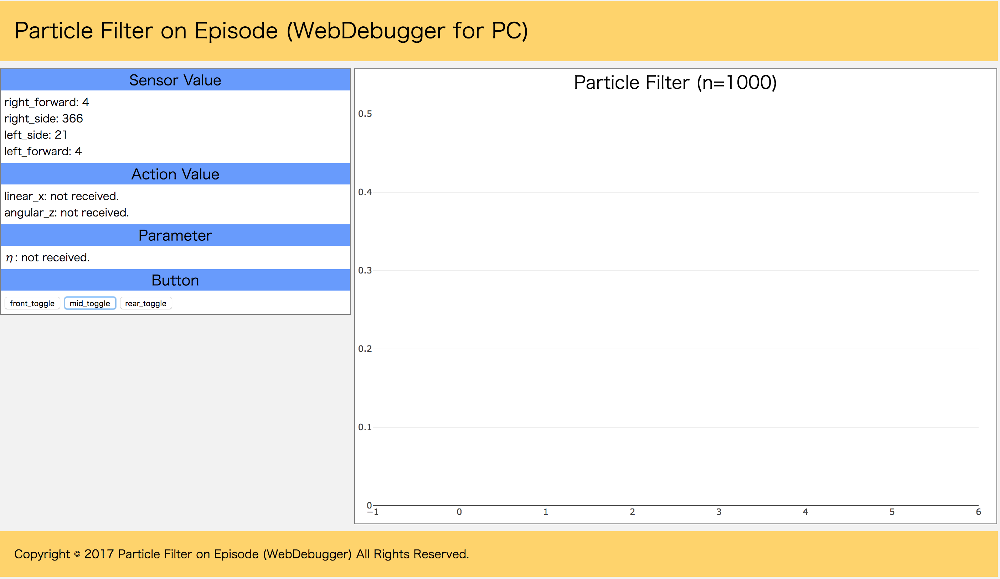 Particle Filter on Episode (WebDebugger for PC)
Sensor Value
right_forward: 4
right_side: 366
left_side: 21
left_forward: 4
Action Value
linear_x: not received.
angular_z: not received.
Parameter
η: not received.
Button
front_toggle mid_toggle rear_toggle
Particle Filter (n=1000)
0.5
0.4
0.3
0.2
0.1
0
−1 0 1 2 3 4 5 6
Copyright © 2017 Particle Filter on Episode (WebDebugger) All Rights Reserved.